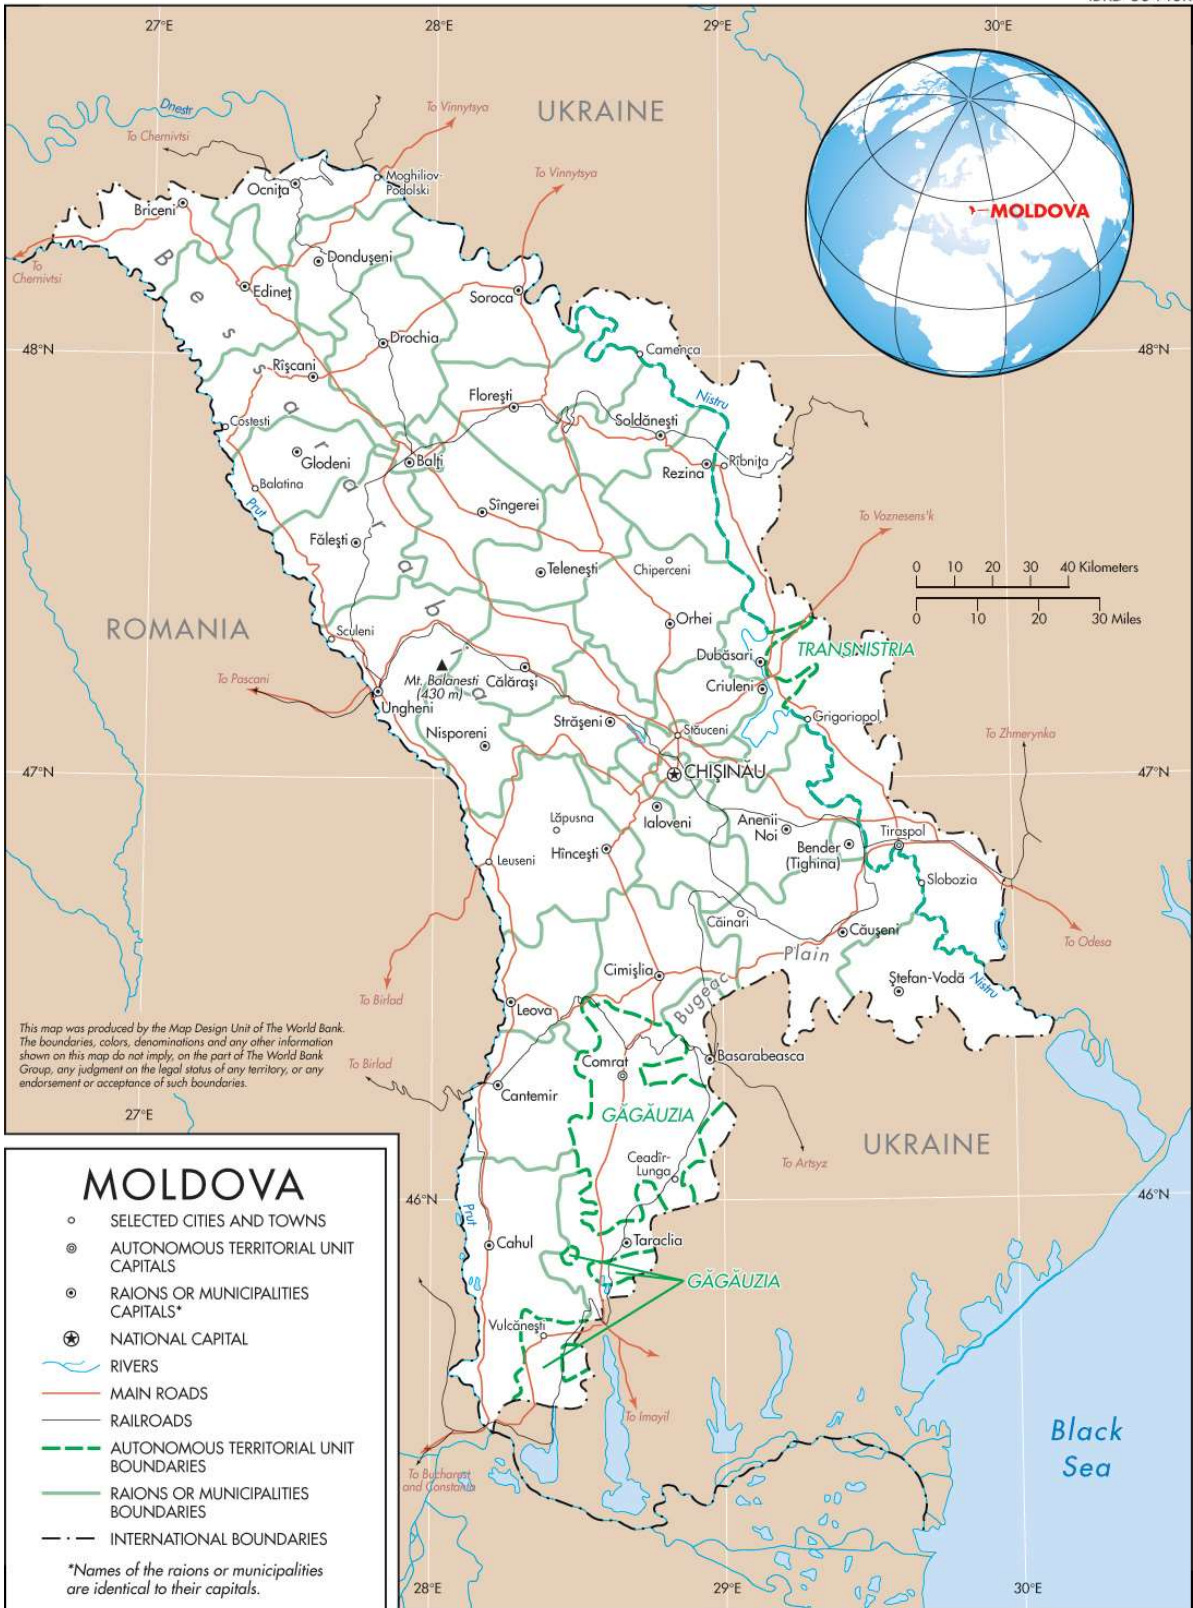 27°E
28°E
29°E
30°E
Dnestr
To Vinnytsya
UKRAINE
To Chernivtsi
To Vinnytsya
Moghiliov-
Podolski
Ocniţa
Briceni
MOLDOVA
To
Chernivtsi
Donduşeni
Edineţ
Soroca
Bessarabia
Drochia
48°N
Camenca
48°N
Rîşcani
Nistru
Floreşti
Costesti
Soldăneşti
Glodeni
Balţi
Rezina
Rîbniţa
Balatina
Prut
Sîngerei
To Voznesens'k
Făleşti
Teleneşti
Chiperceni
0 10 20 30 40 Kilometers
0 10 20 30 Miles
ROMANIA
Sculeni
Orhei
TRANSNISTRIA
Dubăsari
To Pascani
Mt. Balanesti
(430 m)
Călăraşi
Criuleni
Ungheni
Grigoriopol
Nisporeni
Străşeni
Stăuceni
To Zhmerynka
47°N
CHIŞINĂU
47°N
Lăpusna
Ialoveni
Anenii
Noi
Tiraspol
Hînceşti
Bender
(Tighina)
Leuseni
Slobozia
Căinari
Căuşeni
To Odesa
Plain
Cimişlia
Ştefan-Vodă
Nistru
Bugeac
To Birlad
Leova
This map was produced by the Map Design Unit of The World Bank.
The boundaries, colors, denominations and any other information
shown on this map do not imply, on the part of The World Bank
Group, any judgment on the legal status of any territory, or any
endorsement or acceptance of such boundaries.
To Birlad
Comrat
Basarabeasca
Cantemir
27°E
GĂGĂUZIA
UKRAINE
Ceadîr-
Lunga
To Artsyz
46°N
46°N
Prut
Cahul
Taraclia
GĂGĂUZIA
Vulcăneşti
To Imayil
Black
Sea
To Bucharest
and Constanta
28°E
29°E
30°E
MOLDOVA
SELECTED CITIES AND TOWNS
AUTONOMOUS TERRITORIAL UNIT
CAPITALS
RAIONS OR MUNICIPALITIES
CAPITALS*
NATIONAL CAPITAL
RIVERS
MAIN ROADS
RAILROADS
AUTONOMOUS TERRITORIAL UNIT
BOUNDARIES
RAIONS OR MUNICIPALITIES
BOUNDARIES
INTERNATIONAL BOUNDARIES
*Names of the raions or municipalities
are identical to their capitals.